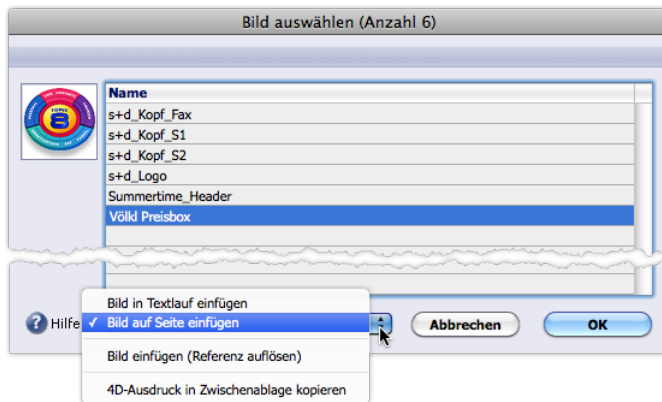 Bild auswählen (Anzahl 6)
Name
s+d_Kopf_Fax
s+d_Kopf_S1
s+d_Kopf_S2
s+d_Logo
Summertime_Header
Völkl Preisbox
Bild in Textlauf einfügen
? Hilfe ✓ Bild auf Seite einfügen
Abbrechen
OK
Bild einfügen (Referenz auflösen)
4D-Ausdruck in Zwischenablage kopieren